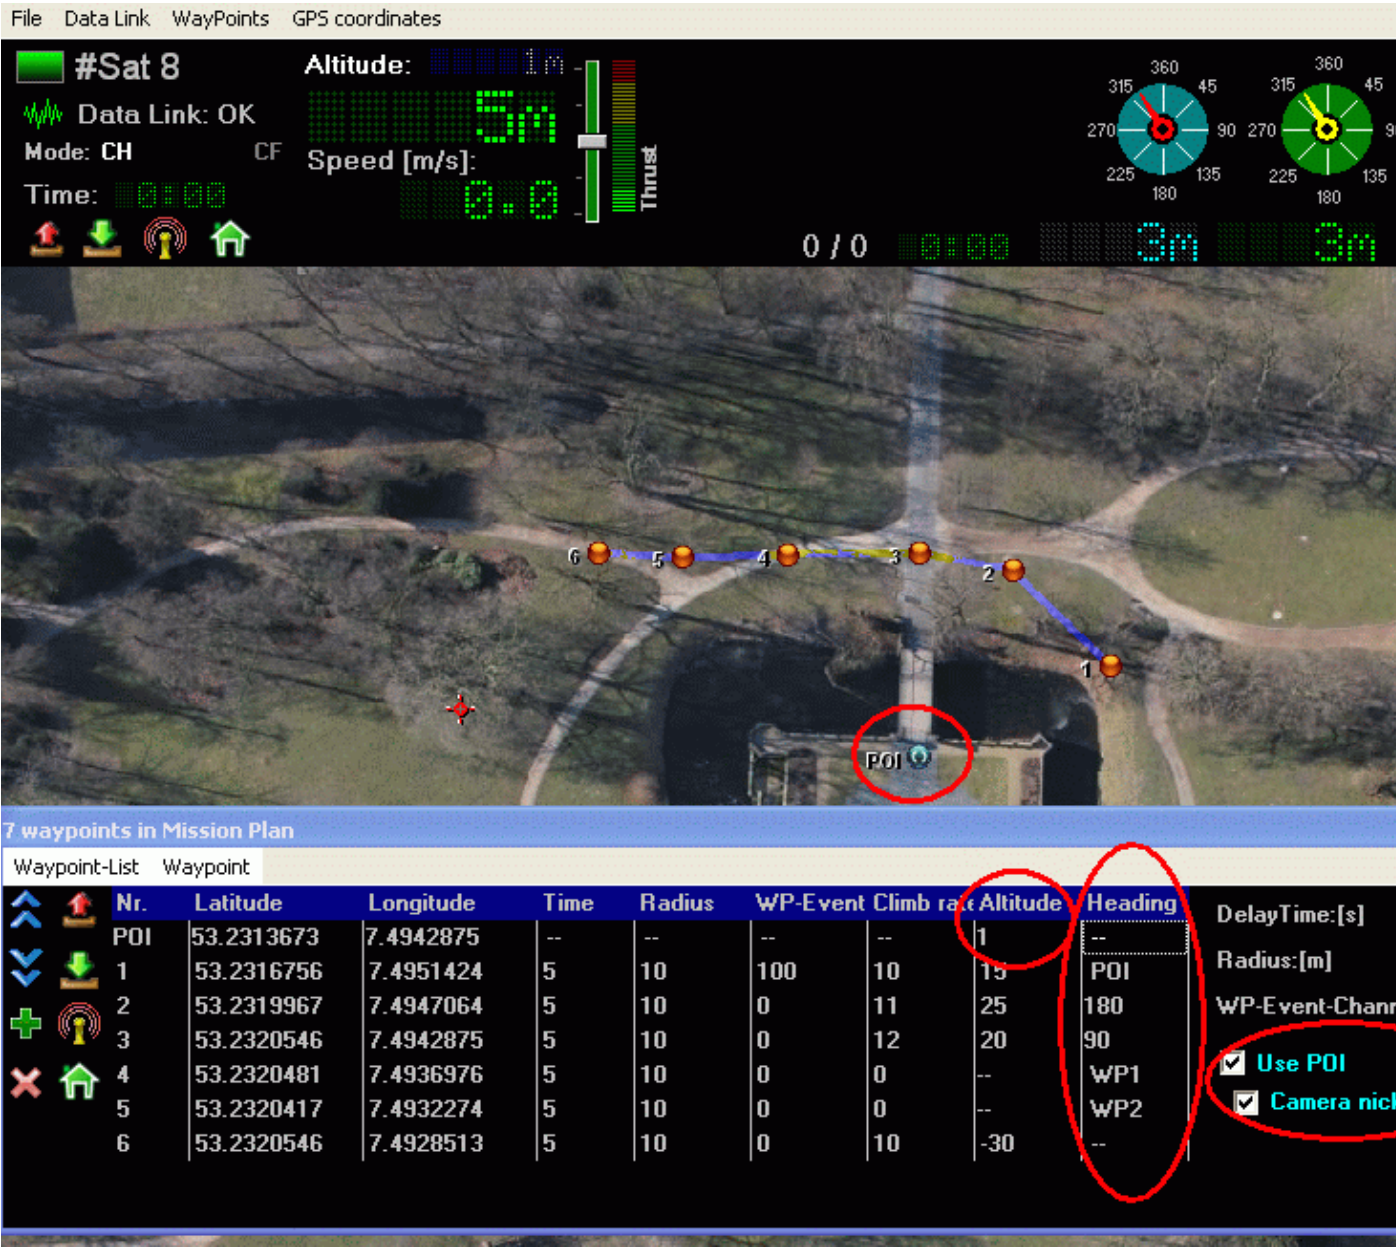 File Data Link WayPoints GPS coordinates
#Sat 8
Altitude: 1m
Data Link: OK
5m
Mode: CH CF
Speed [m/s]:
Time: 0:00
0.0
Thrust
360
315 45
270 90
225 135
180
360
315 45
270 9
225 135
180
0 / 0 0:00 3m 3m
6 5 4 3 2
1
POI
7 waypoints in Mission Plan
Waypoint-List Waypoint
Nr. Latitude Longitude Time Radius WP-Event Climb rate Altitude Heading
POI 53.2313673 7.4942875 -- -- -- -- 1 --
1 53.2316756 7.4951424 5 10 100 10 15 POI
2 53.2319967 7.4947064 5 10 0 11 25 180
3 53.2320546 7.4942875 5 10 0 12 20 90
4 53.2320481 7.4936976 5 10 0 0 -- WP1
5 53.2320417 7.4932274 5 10 0 0 -- WP2
6 53.2320546 7.4928513 5 10 0 10 -30 --
DelayTime:[s]
Radius:[m]
WP-Event-Chann
Use POI
Camera nick